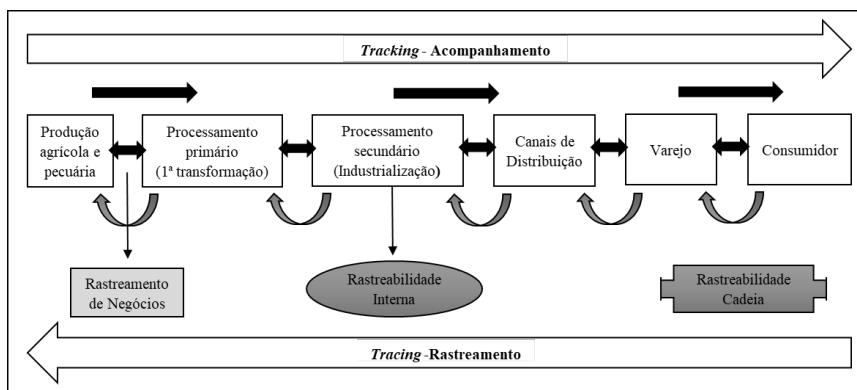 Tracking - Acompanhamento
Produção
agrícola e
pecuária
Processamento
primário
(1ª transformação)
Processamento
secundário
(Industrialização)
Canais de
Distribuição
Varejo
Consumidor
Rastreamento
de Negócios
Rastreabilidade
Interna
Rastreabilidade
Cadeia
Tracing -Rastreamento